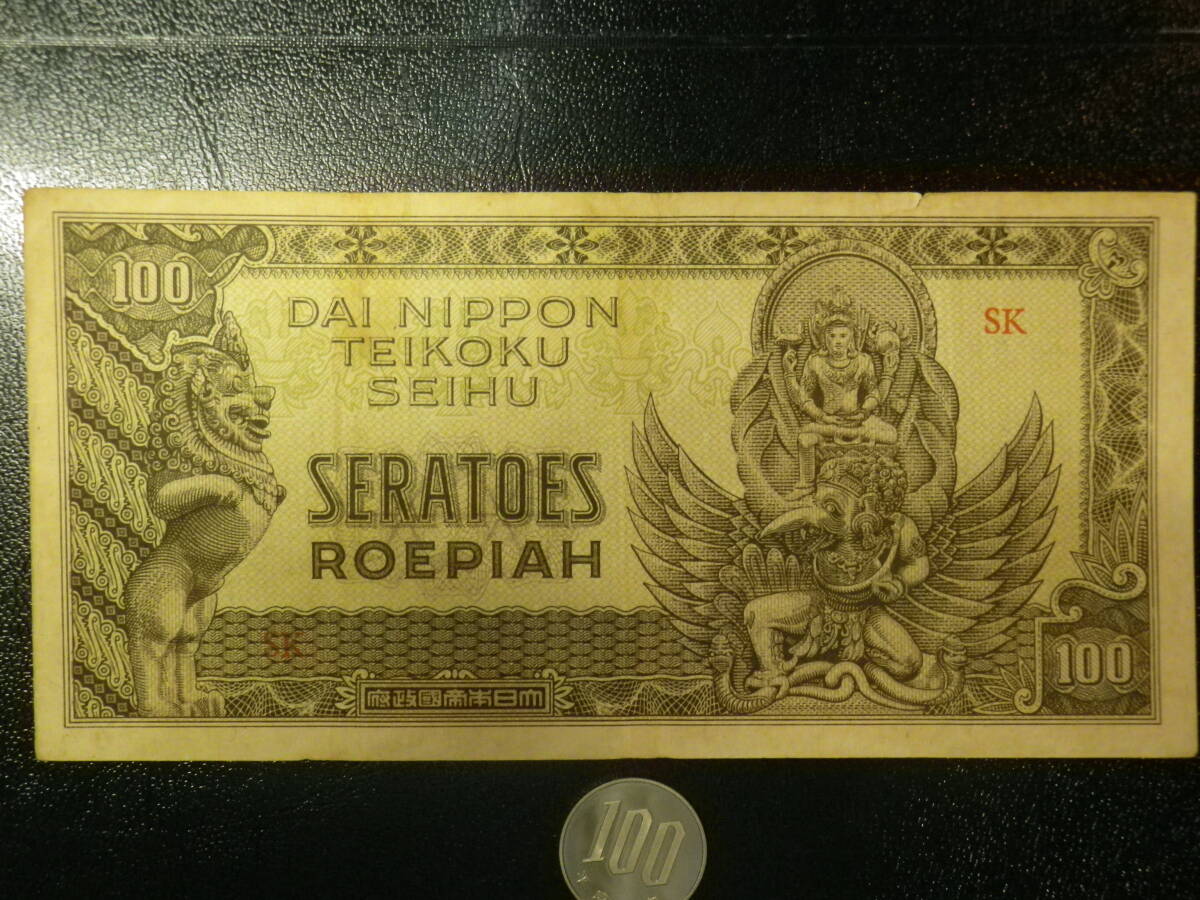 100
DAI NIPPON
TEIKOKU
SEIHU
SK
SERATOES
ROEPIAH
SK
府政國帝本日大
100
100